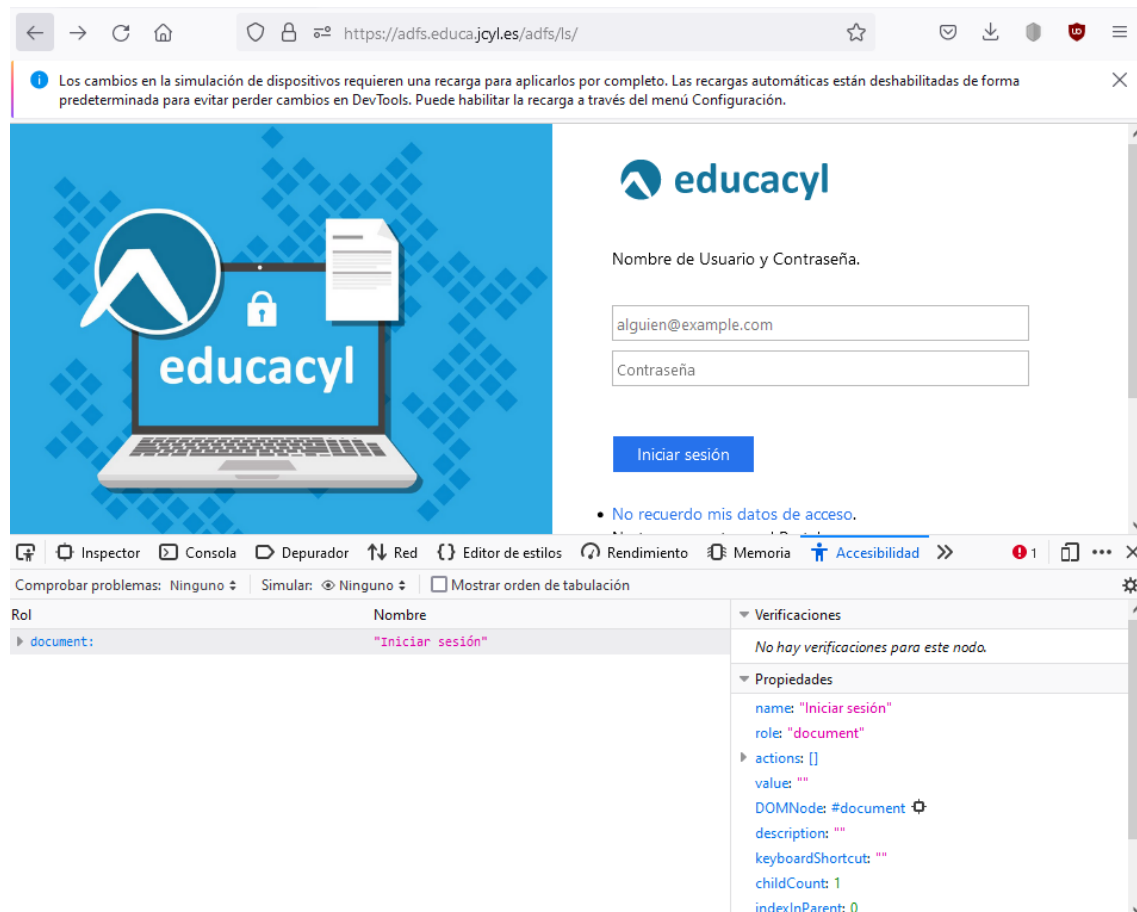 https://adfs.educa.jcyl.es/adfs/ls/
Los cambios en la simulación de dispositivos requieren una recarga para aplicarlos por completo. Las recargas automáticas están deshabilitadas de forma
predeterminada para evitar perder cambios en DevTools. Puede habilitar la recarga a través del menú Configuración.
educacyl
educacyl
Nombre de Usuario y Contraseña.
alguien@example.com
Contraseña
Iniciar sesión
No recuerdo mis datos de acceso.
Inspector Consola Depurador Red Editor de estilos Rendimiento Memoria Accesibilidad 1
Comprobar problemas: Ninguno Simular: Ninguno Mostrar orden de tabulación
Rol Nombre
document: "Iniciar sesión"
Verificaciones
No hay verificaciones para este nodo.
Propiedades
name: "Iniciar sesión"
role: "document"
actions: []
value: ""
DOMNode: #document
description: ""
keyboardShortcut: ""
childCount: 1
indexInParent: 0